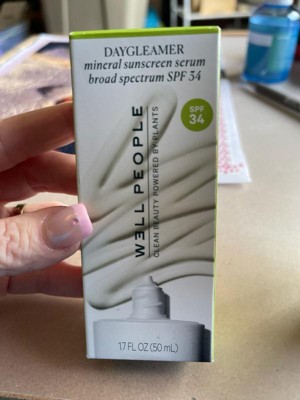 DAYGLEAMER
mineral sunscreen serum
broad spectrum SPF 34
SPF
34
W3LL PEOPLE
CLEAN BEAUTY POWERED BY PLANTS
1.7 FL OZ (50 mL)